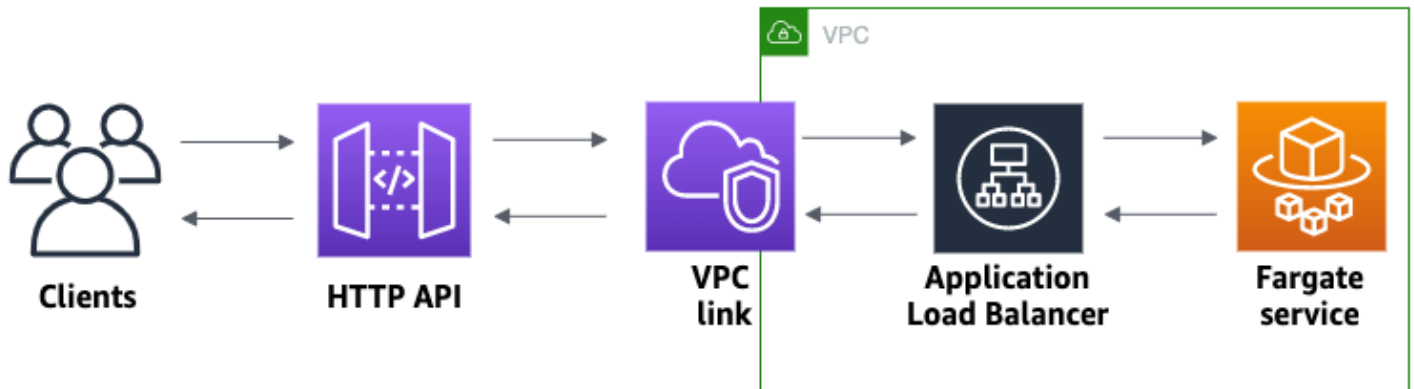 VPC
</>
Clients
HTTP API
VPC
link
Application
Load Balancer
Fargate
service